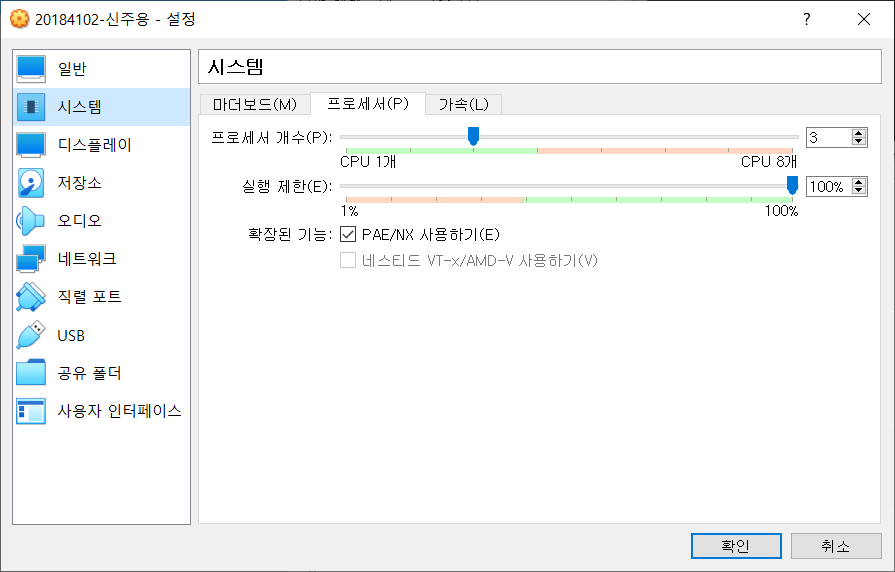 20184102-신주용 - 설정
?
일반
시스템
디스플레이
저장소
오디오
네트워크
직렬 포트
USB
공유 폴더
사용자 인터페이스
시스템
마더보드(M) 프로세서(P) 가속(L)
프로세서 개수(P): 3
CPU 1개 CPU 8개
실행 제한(E): 100%
1% 100%
확장된 기능: PAE/NX 사용하기(E)
네스티드 VT-x/AMD-V 사용하기(V)
확인 취소